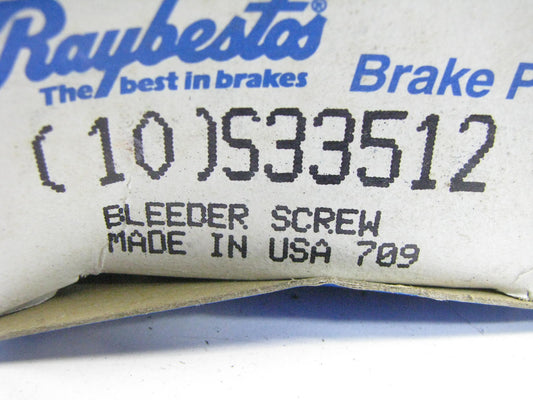 Raybestos®
The best in brakes
Brake P
(10)S33512
BLEEDER SCREW
MADE IN USA 709